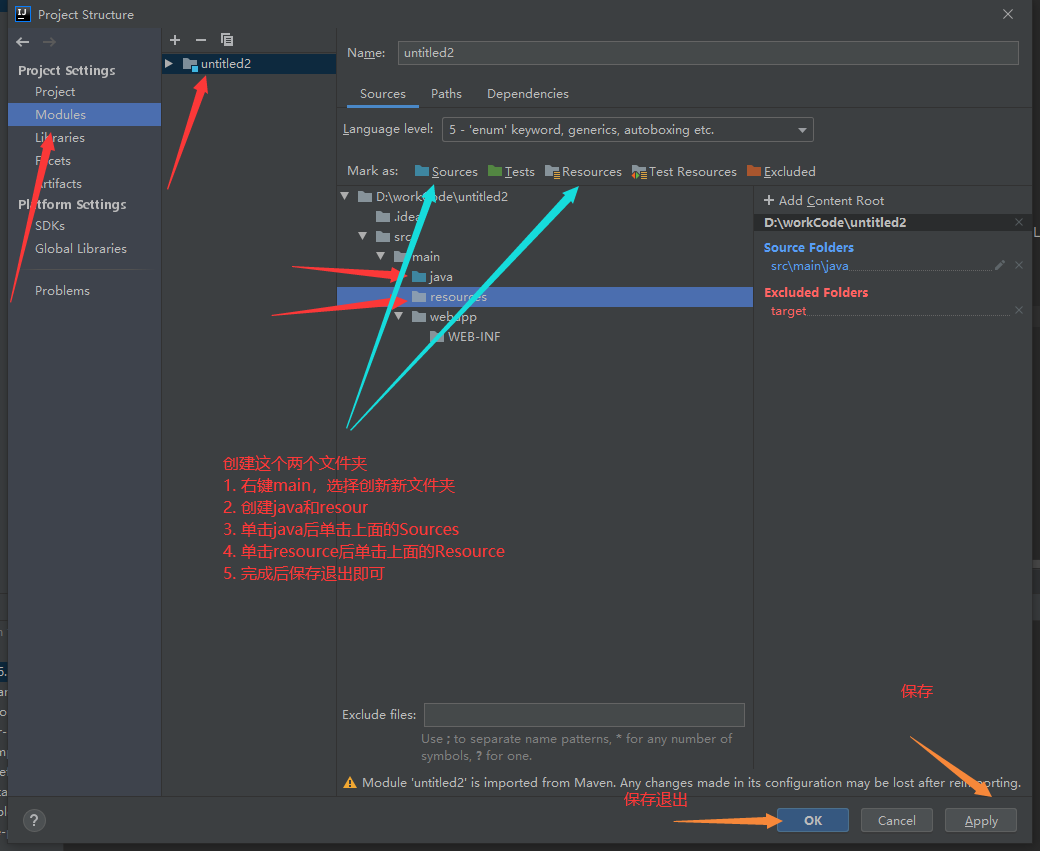 Project Structure
Project Settings
Project
Modules
Libraries
Facets
Artifacts
Platform Settings
SDKs
Global Libraries
Problems
untitled2
Name:
untitled2
Sources Paths Dependencies
Language level:
5 - 'enum' keyword, generics, autoboxing etc.
Mark as: Sources Tests Resources Test Resources Excluded
D:\workCode\untitled2
.idea
src
main
java
resources
webapp
WEB-INF
+ Add Content Root
D:\workCode\untitled2
Source Folders
src\main\java
Excluded Folders
target
创建这个两个文件夹
1. 右键main，选择创新新文件夹
2. 创建java和resour
3. 单击java后单击上面的Sources
4. 单击resource后单击上面的Resource
5. 完成后保存退出即可
保存
Exclude files:
Use ; to separate name patterns, * for any number of
symbols, ? for one.
Module 'untitled2' is imported from Maven. Any changes made in its configuration may be lost after reimporting.
保存退出
? OK Cancel Apply